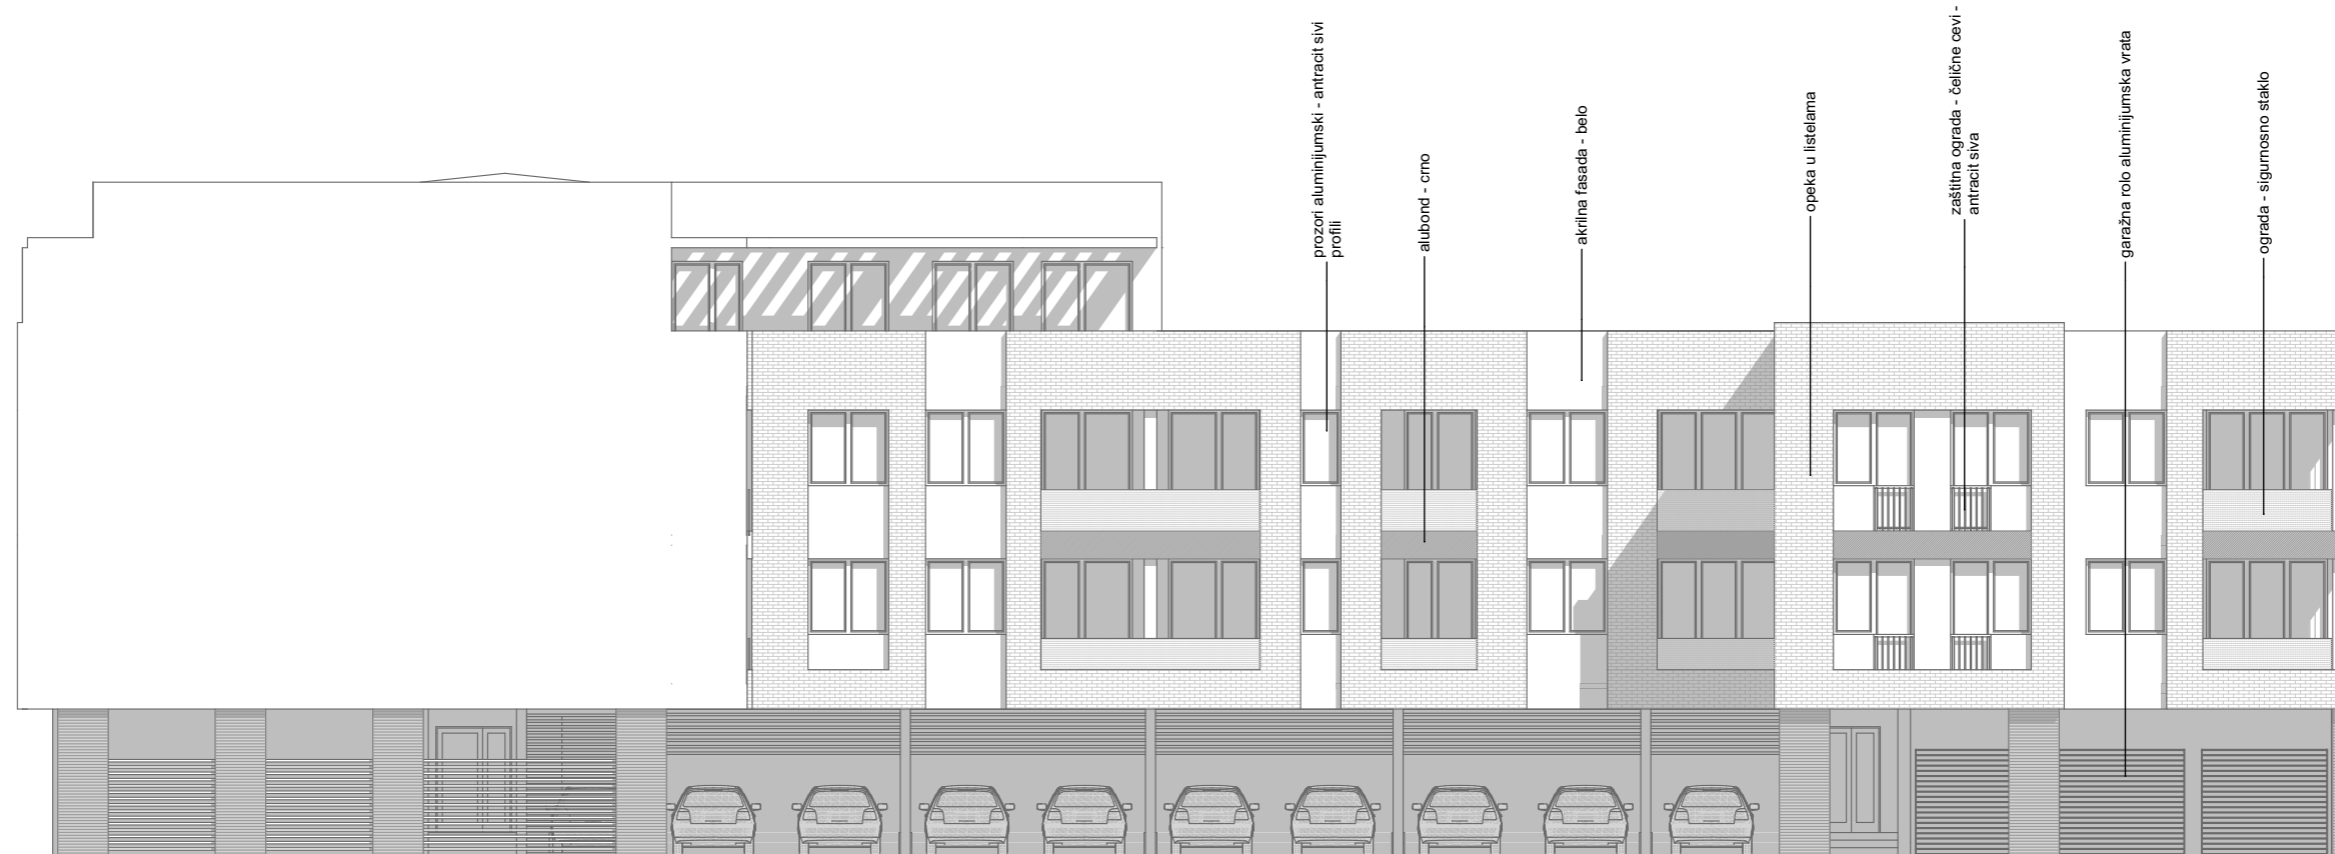 prozori aluminijumski - antracit sivi
profili
alubond - crno
akrilna fasada - belo
opeka u listelama
zaštitna ograda - čelične cevi -
antracit siva
garažna rolo aluminijumska vrata
ograda - sigurnosno staklo